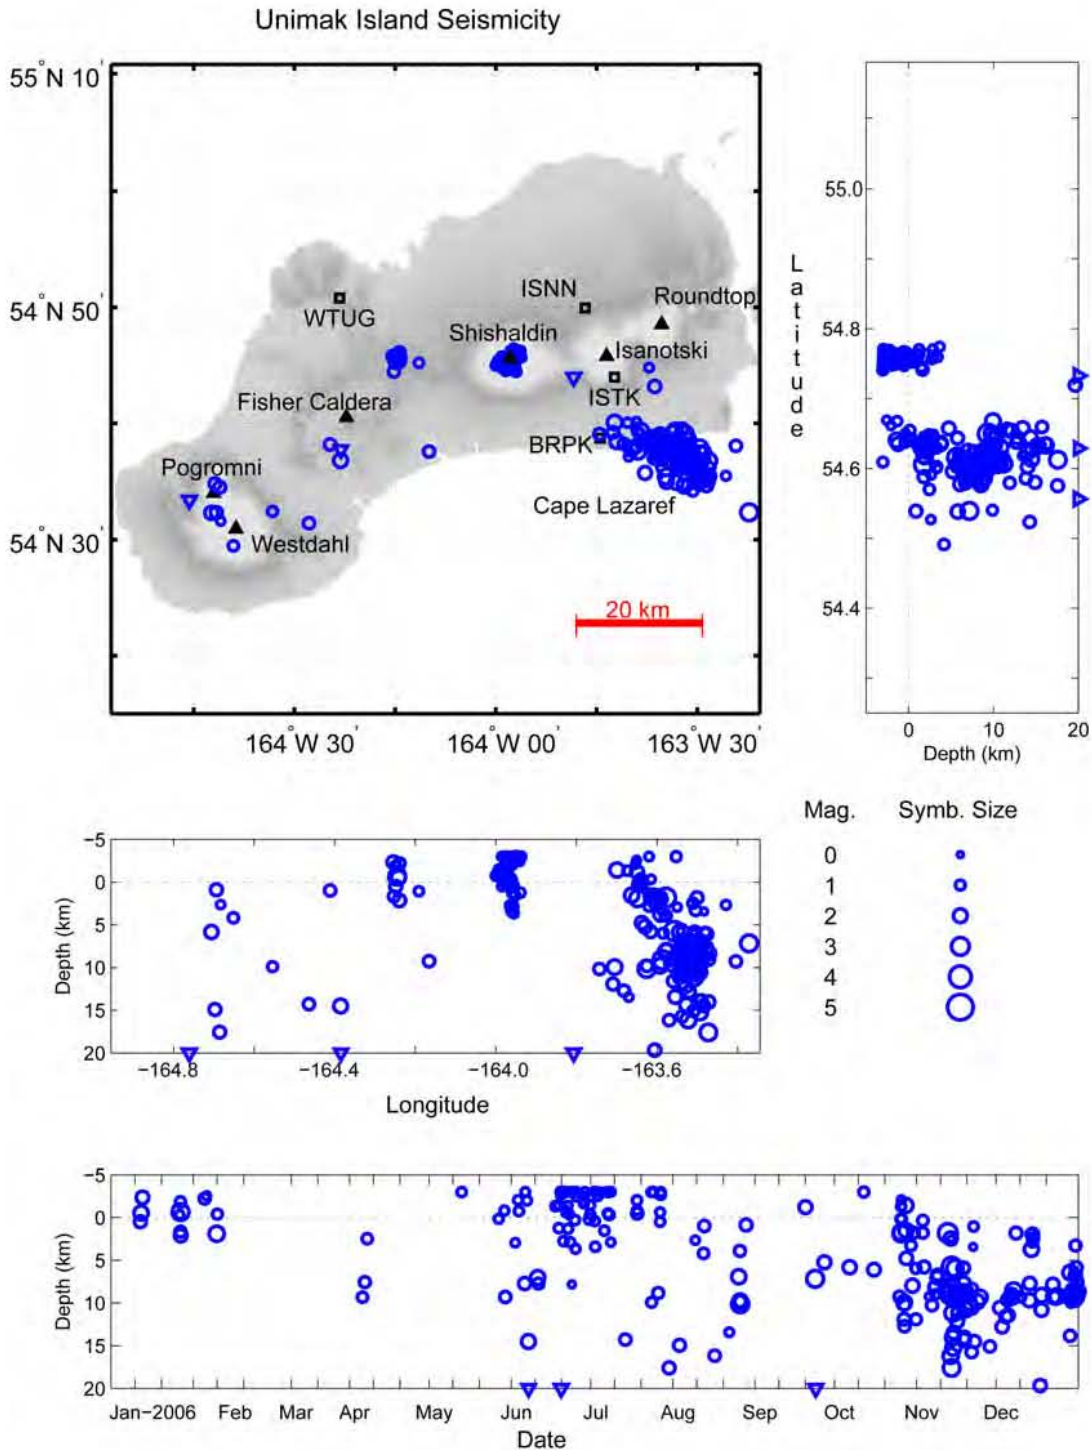 Unimak Island Seismicity
55°N 10'
54°N 50'
54°N 30'
164°W 30'
164°W 00'
163°W 30'
WTUG
ISNN
Roundtop
Shishaldin
Isanotski
ISTK
Fisher Caldera
BRPK
Pogromni
Cape Lazaref
Westdahl
20 km
Latitude
55.0
54.8
54.6
54.4
0 10 20
Depth (km)
Mag. Symb. Size
0
1
2
3
4
5
Depth (km)
−5
0
5
10
15
20
−164.8 −164.4 −164.0 −163.6
Longitude
Depth (km)
−5
0
5
10
15
20
Jan−2006 Feb Mar Apr May Jun Jul Aug Sep Oct Nov Dec
Date